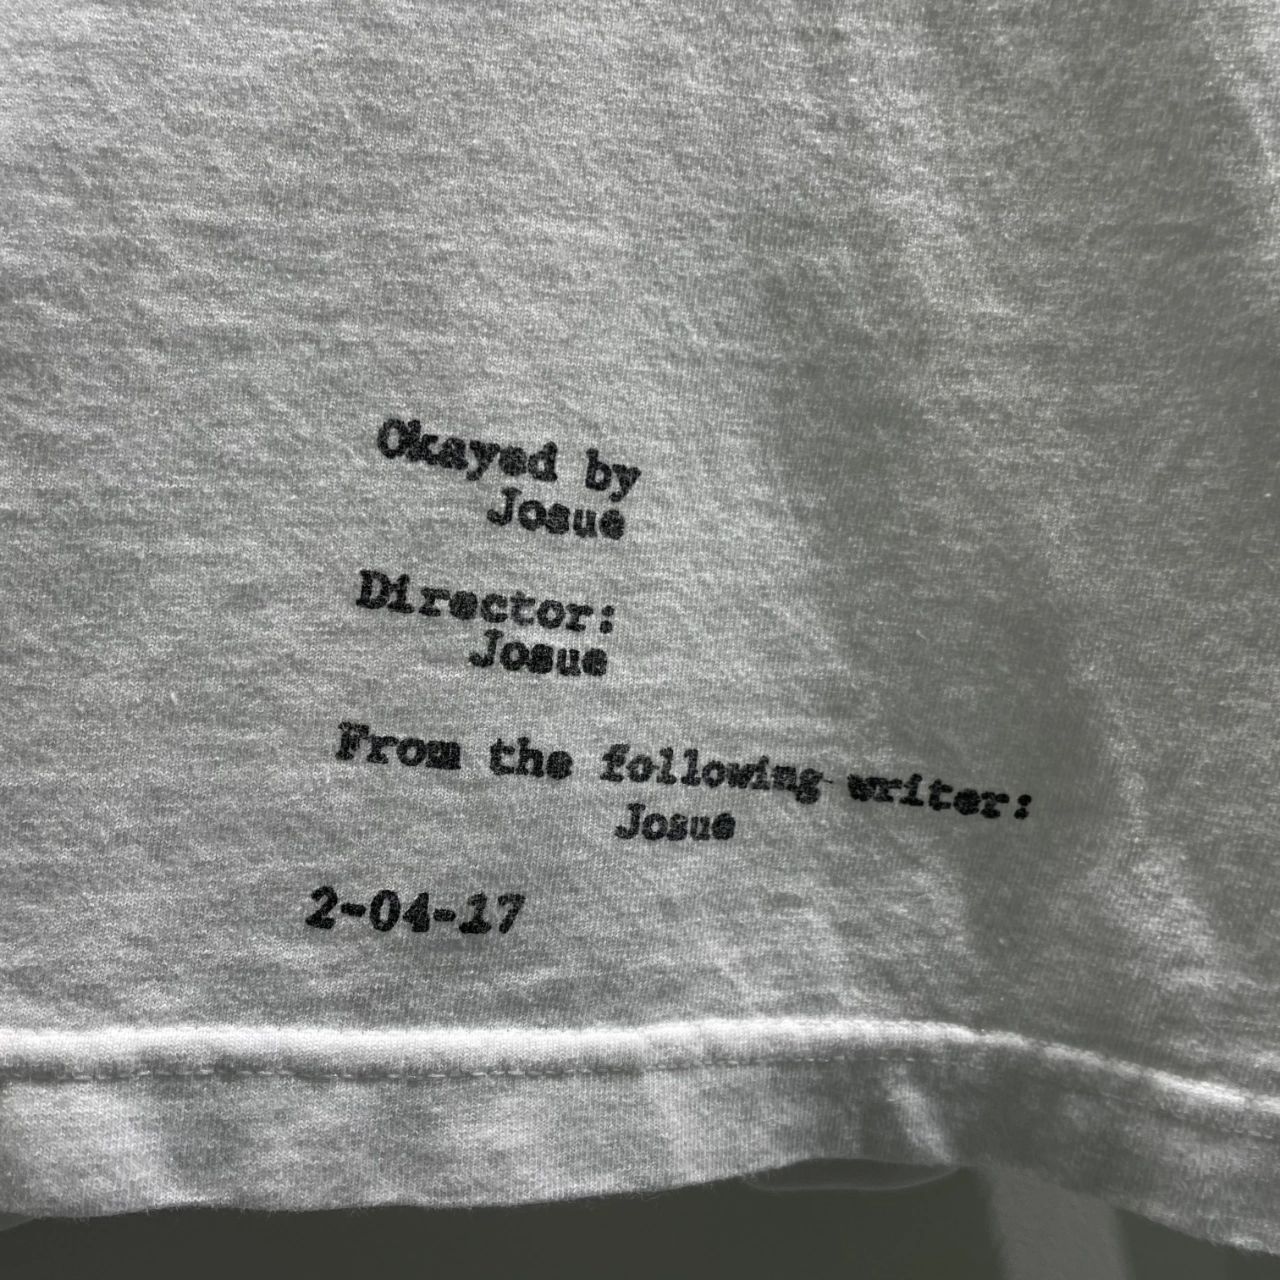 Okayed by
Josue
Director:
Josue
From the following writer:
Josue
2-04-17